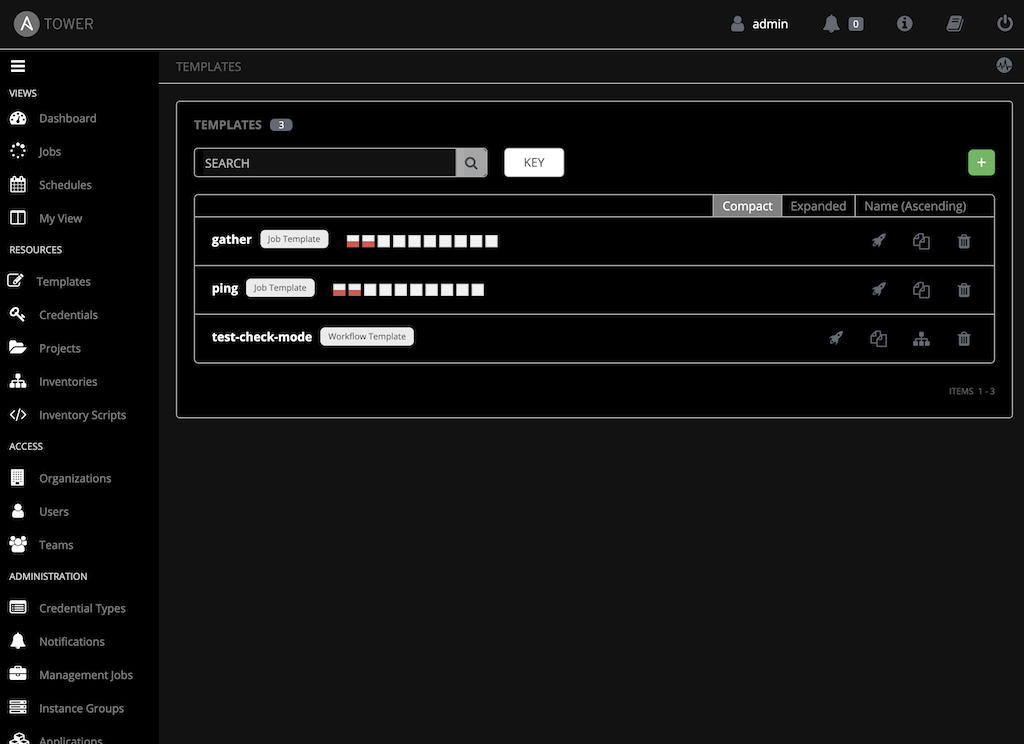 A TOWER
admin
0
TEMPLATES
VIEWS
Dashboard
Jobs
Schedules
My View
RESOURCES
Templates
Credentials
Projects
Inventories
Inventory Scripts
ACCESS
Organizations
Users
Teams
ADMINISTRATION
Credential Types
Notifications
Management Jobs
Instance Groups
Applications
TEMPLATES 3
SEARCH
KEY
+
Compact Expanded Name (Ascending)
gather Job Template
ping Job Template
test-check-mode Workflow Template
ITEMS 1 - 3